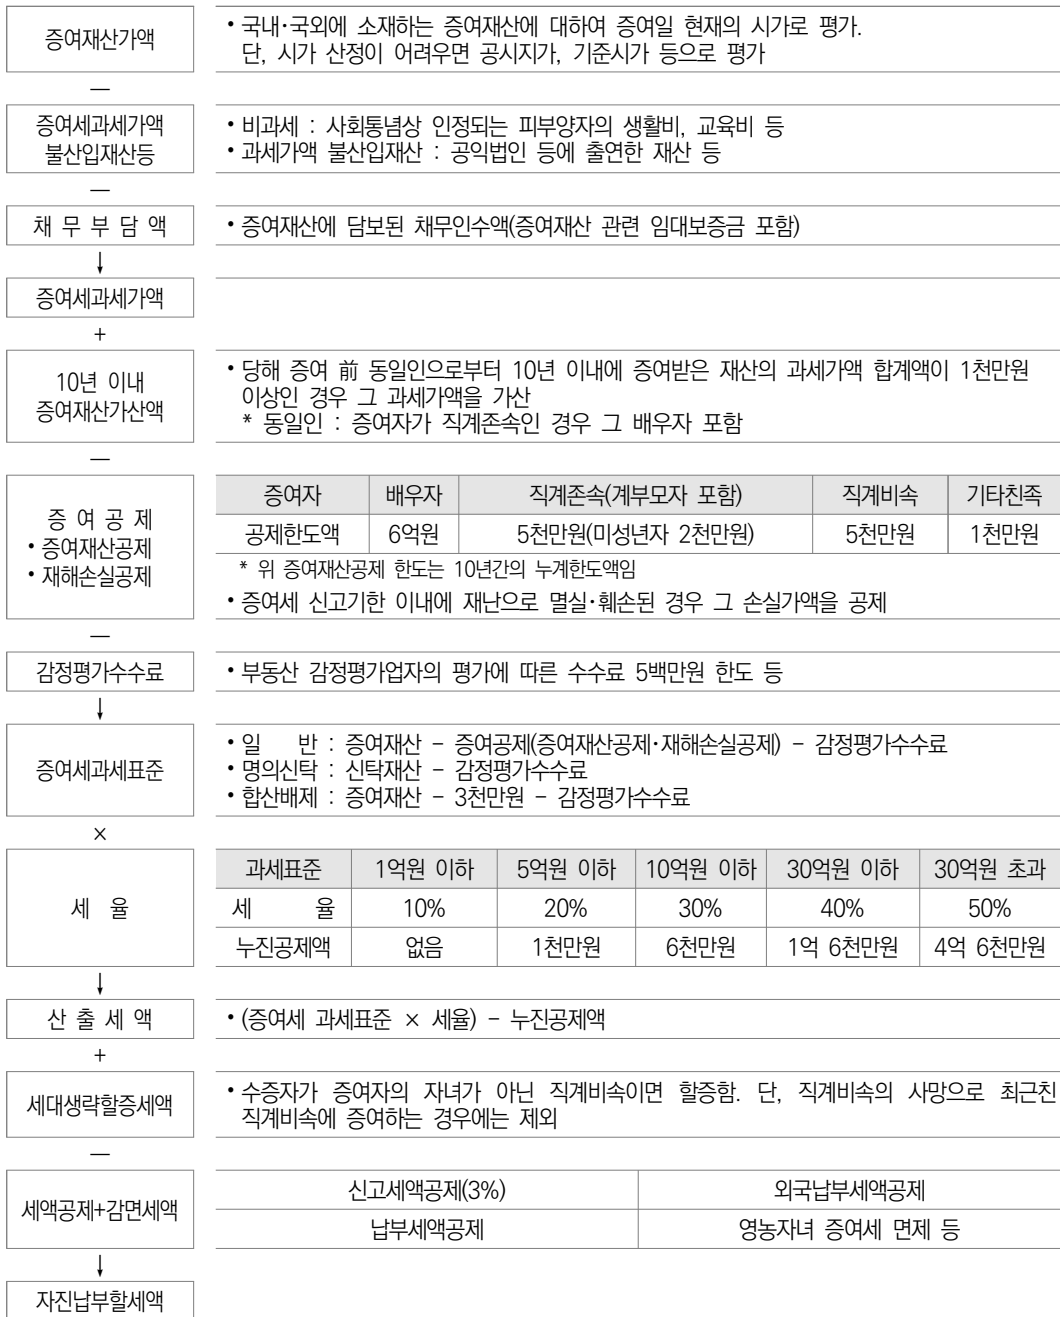 증여재산가액
• 국내·국외에 소재하는 증여재산에 대하여 증여일 현재의 시가로 평가.
단, 시가 산정이 어려우면 공시지가, 기준시가 등으로 평가
—
증여세과세가액
불산입재산등
• 비과세 : 사회통념상 인정되는 피부양자의 생활비, 교육비 등
• 과세가액 불산입재산 : 공익법인 등에 출연한 재산 등
—
채 무 부 담 액
• 증여재산에 담보된 채무인수액(증여재산 관련 임대보증금 포함)
↓
증여세과세가액
+
10년 이내
증여재산가산액
• 당해 증여 前 동일인으로부터 10년 이내에 증여받은 재산의 과세가액 합계액이 1천만원
이상인 경우 그 과세가액을 가산
* 동일인 : 증여자가 직계존속인 경우 그 배우자 포함
—
증 여 공 제
• 증여재산공제
• 재해손실공제
증여자 배우자 직계존속(계부모자 포함) 직계비속 기타친족
공제한도액 6억원 5천만원(미성년자 2천만원) 5천만원 1천만원
* 위 증여재산공제 한도는 10년간의 누계한도액임
• 증여세 신고기한 이내에 재난으로 멸실·훼손된 경우 그 손실가액을 공제
—
감정평가수수료
• 부동산 감정평가업자의 평가에 따른 수수료 5백만원 한도 등
↓
증여세과세표준
• 일 반 : 증여재산 - 증여공제(증여재산공제·재해손실공제) - 감정평가수수료
• 명의신탁 : 신탁재산 - 감정평가수수료
• 합산배제 : 증여재산 - 3천만원 - 감정평가수수료
×
세 율
과세표준 1억원 이하 5억원 이하 10억원 이하 30억원 이하 30억원 초과
세 율 10% 20% 30% 40% 50%
누진공제액 없음 1천만원 6천만원 1억 6천만원 4억 6천만원
↓
산 출 세 액
• (증여세 과세표준 × 세율) - 누진공제액
+
세대생략할증세액
• 수증자가 증여자의 자녀가 아닌 직계비속이면 할증함. 단, 직계비속의 사망으로 최근친
직계비속에 증여하는 경우에는 제외
—
세액공제+감면세액
신고세액공제(3%) 외국납부세액공제
납부세액공제 영농자녀 증여세 면제 등
↓
자진납부할세액